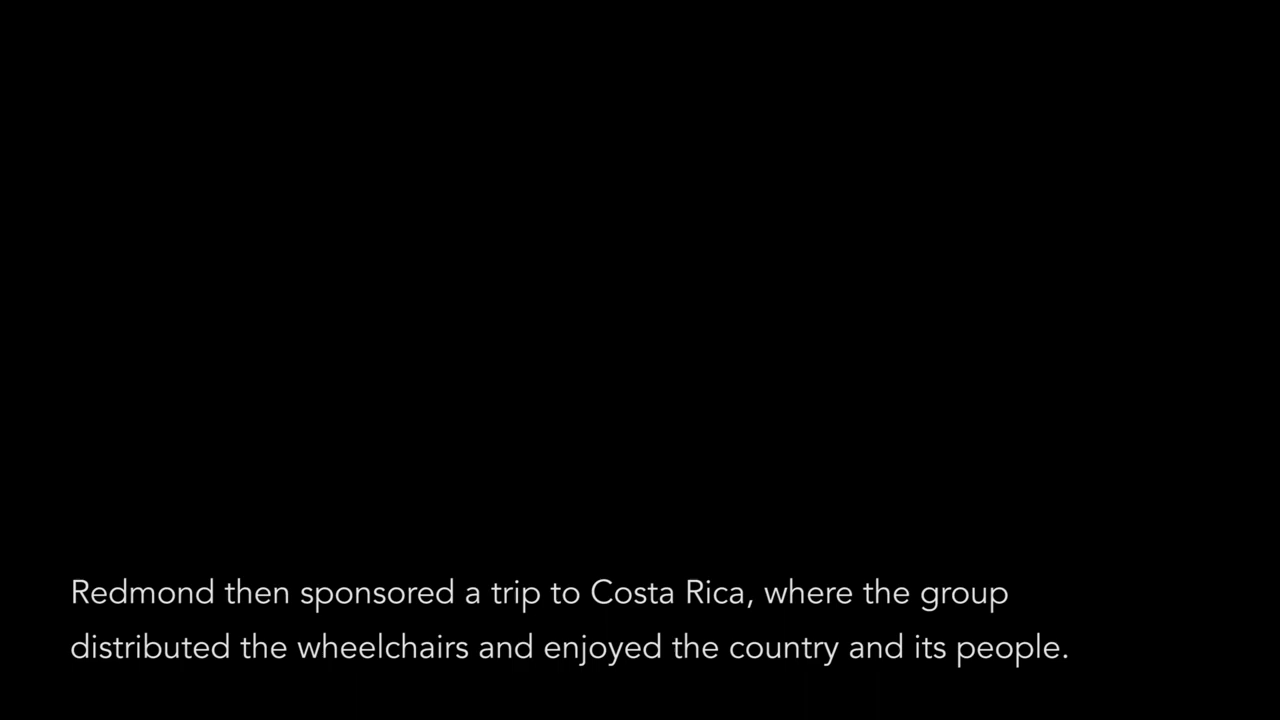 Redmond then sponsored a trip to Costa Rica, where the group
distributed the wheelchairs and enjoyed the country and its people.